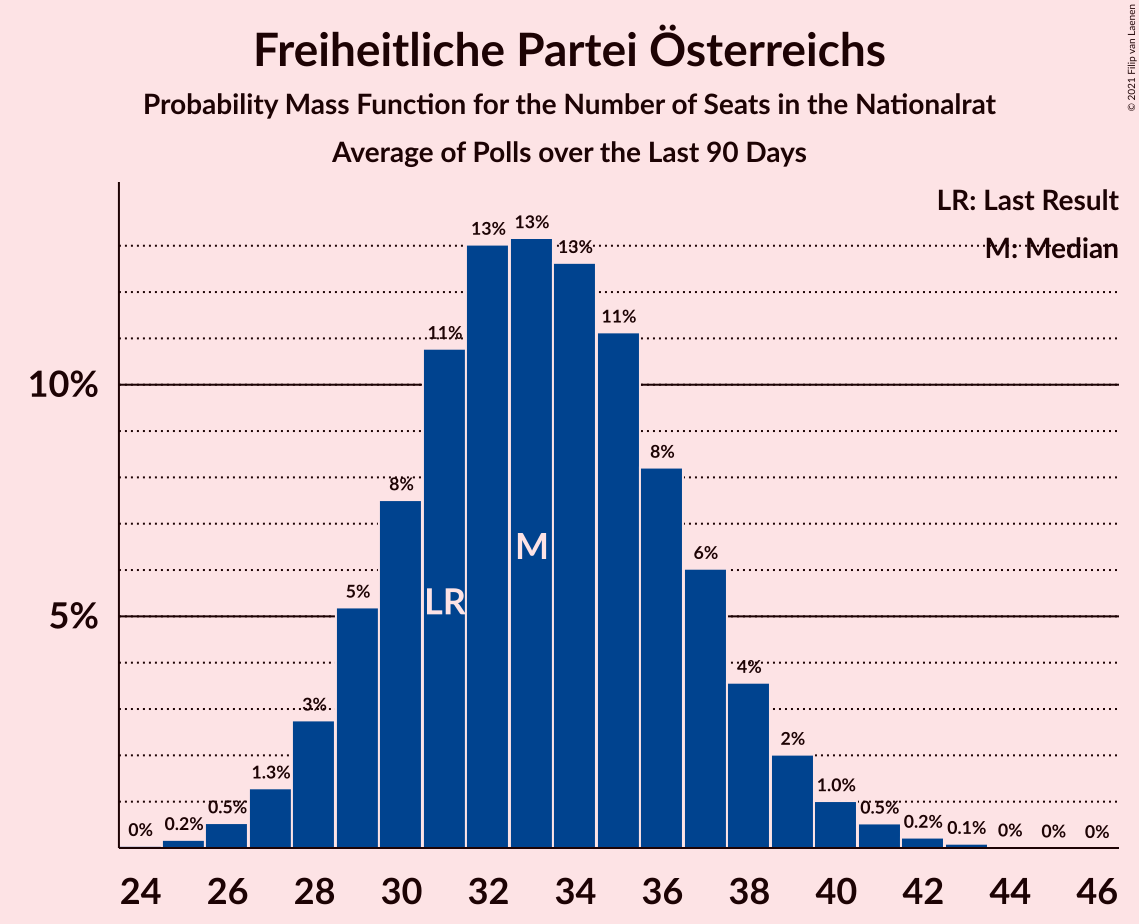 Freiheitliche Partei Österreichs
Probability Mass Function for the Number of Seats in the Nationalrat
Average of Polls over the Last 90 Days
© 2021 Filip van Laenen
LR: Last Result
M: Median
10%
5%
0%
0.2%
0.5%
1.3%
3%
5%
8%
11%
13%
13%
13%
11%
8%
6%
4%
2%
1.0%
0.5%
0.2%
0.1%
0%
0%
0%
LR
M
24 26 28 30 32 34 36 38 40 42 44 46